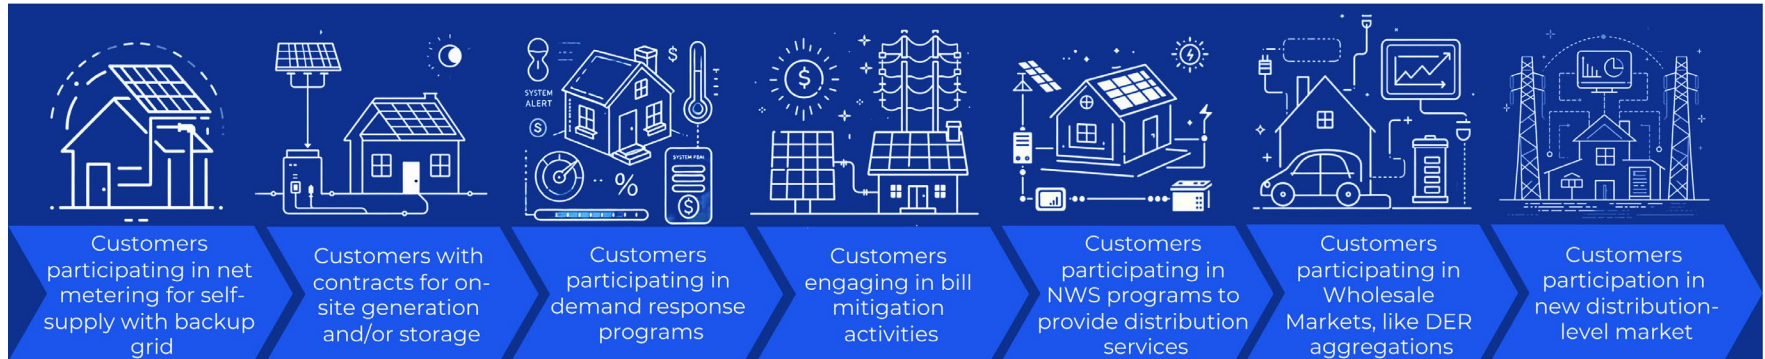 SYSTEM
ALERT
$
$
%
$
$
Customers
participating in net
metering for self-
supply with backup
grid
Customers with
contracts for on-
site generation
and/or storage
Customers
participating in
demand response
programs
Customers
engaging in bill
mitigation
activities
Customers
participating in
NWS programs to
provide distribution
services
Customers
participating in
Wholesale
Markets, like DER
aggregations
Customers
participation in
new distribution-
level market